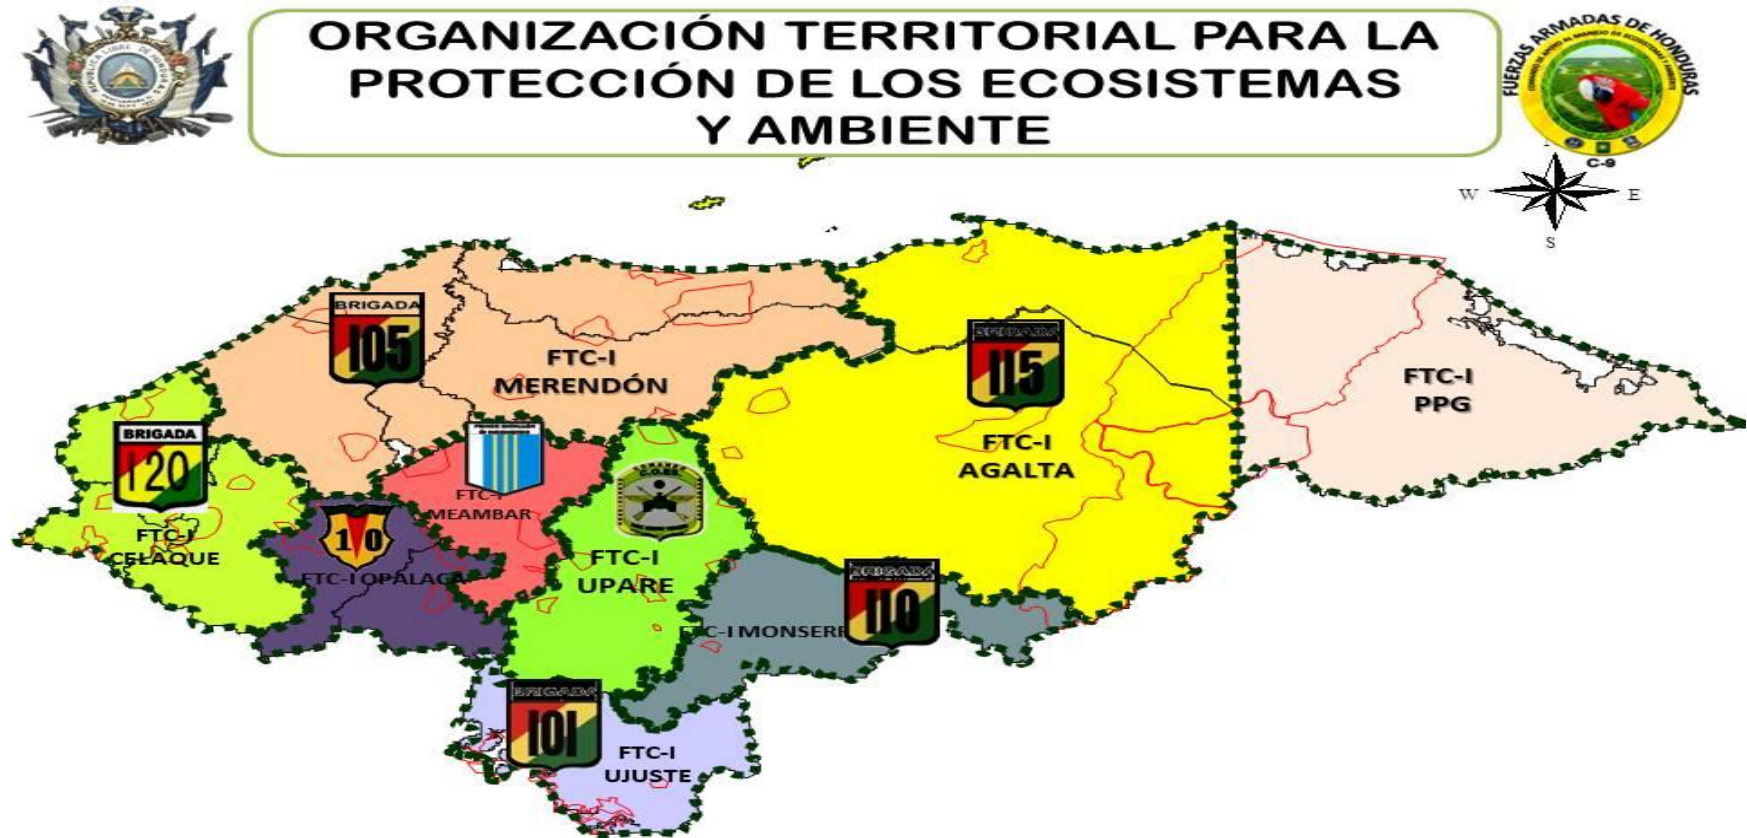 ORGANIZACIÓN TERRITORIAL PARA LA
PROTECCIÓN DE LOS ECOSISTEMAS
Y AMBIENTE
FUERZAS ARMADAS DE HONDURAS
C-9
W
E
S
BRIGADA
105
FTC-I
MERENDÓN
BRIGADA
115
FTC-I
AGALTA
FTC-I
PPG
BRIGADA
120
FTC-I
CELAQUE
FTC-I
MEAMBAR
10
FTC-I OPALACA
C.O.EE
FTC-I
UPARE
BRIGADA
110
FTC-I MONSERR
BRIGADA
101
FTC-I
UJUSTE